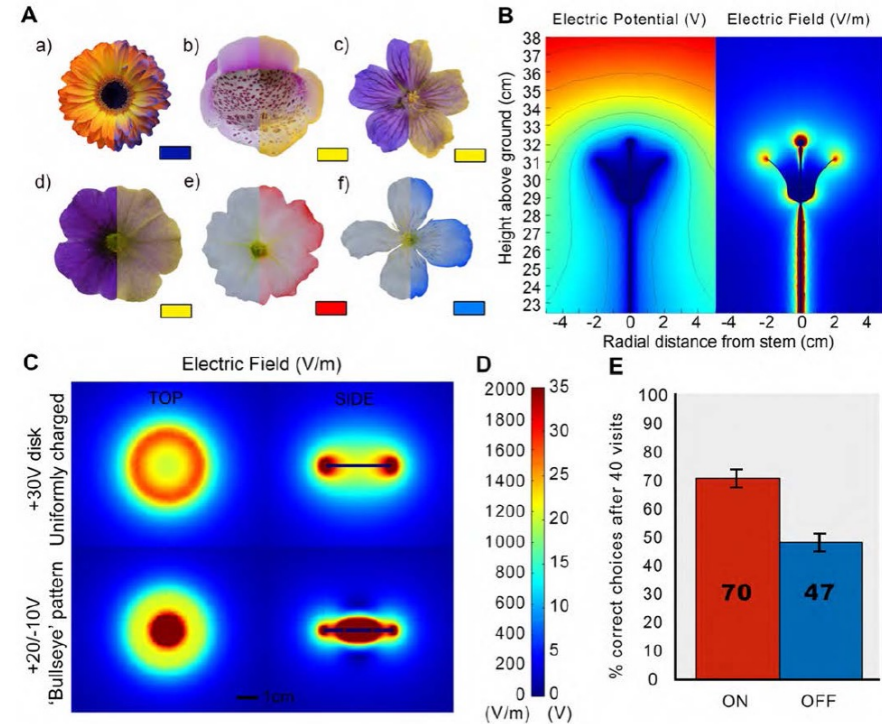 A
a)
b)
c)
d)
e)
f)
B
Electric Potential (V)
Electric Field (V/m)
Height above ground (cm)
38
37
36
35
34
33
32
31
30
29
28
27
26
25
24
23
-4
-2
0
2
4
-2
0
2
4
Radial distance from stem (cm)
C
Electric Field (V/m)
TOP
SIDE
+30V disk
Uniformly charged
+20/-10V
'Bullseye' pattern
1cm
D
2000
1800
1600
1400
1200
1000
800
600
400
200
0
(V/m)
35
30
25
20
15
10
5
0
(V)
E
% correct choices after 40 visits
100
90
80
70
60
50
40
30
20
10
0
70
47
ON
OFF